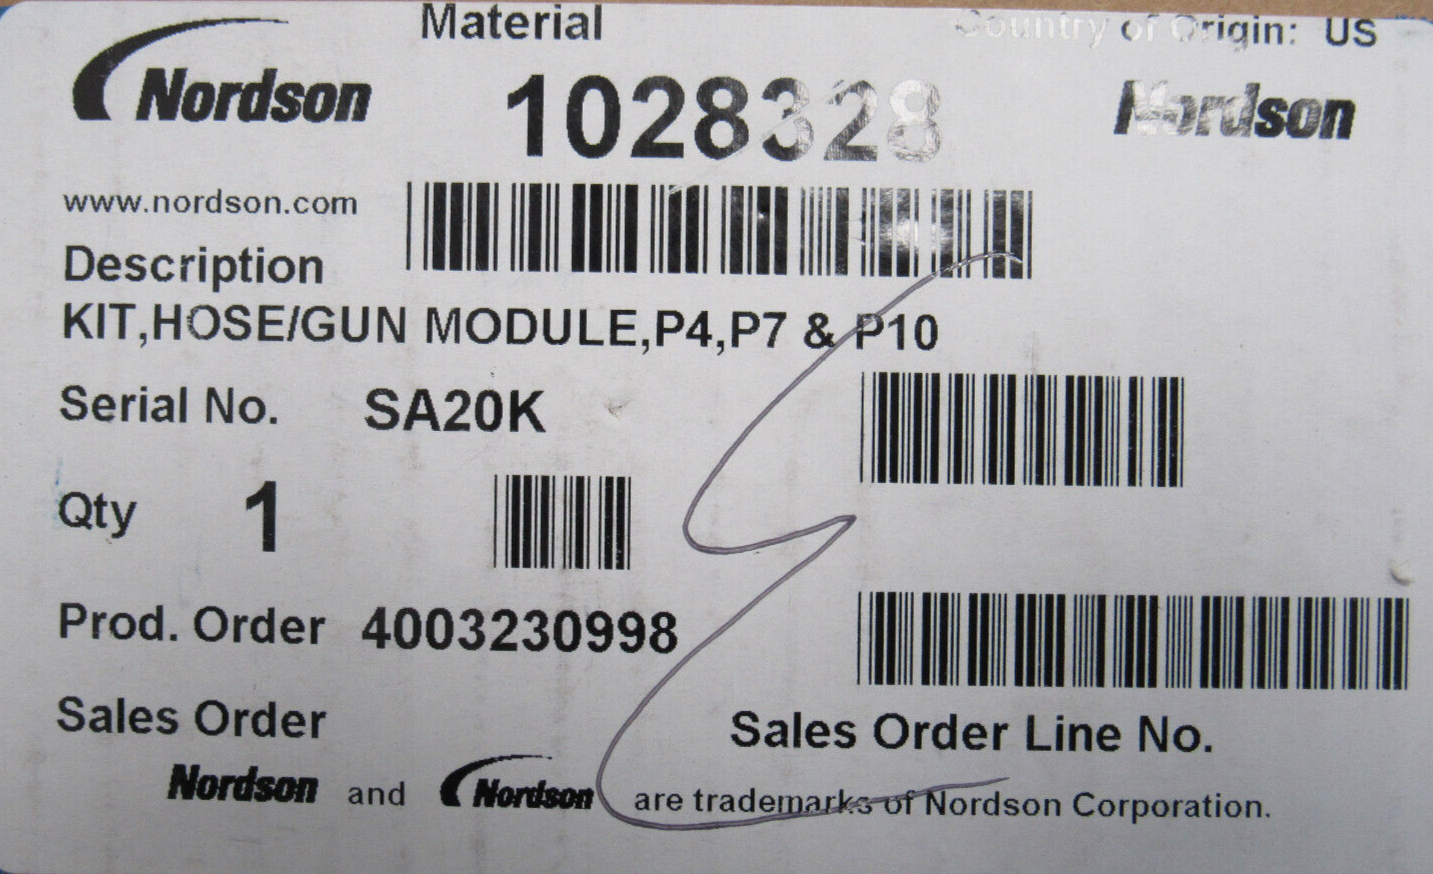 Material
Country of Origin: US
Nordson
1028328
Nordson
www.nordson.com
Description
KIT,HOSE/GUN MODULE,P4,P7 & P10
Serial No. SA20K
Qty 1
Prod. Order 4003230998
Sales Order
Sales Order Line No.
Nordson and Nordson are trademarks of Nordson Corporation.